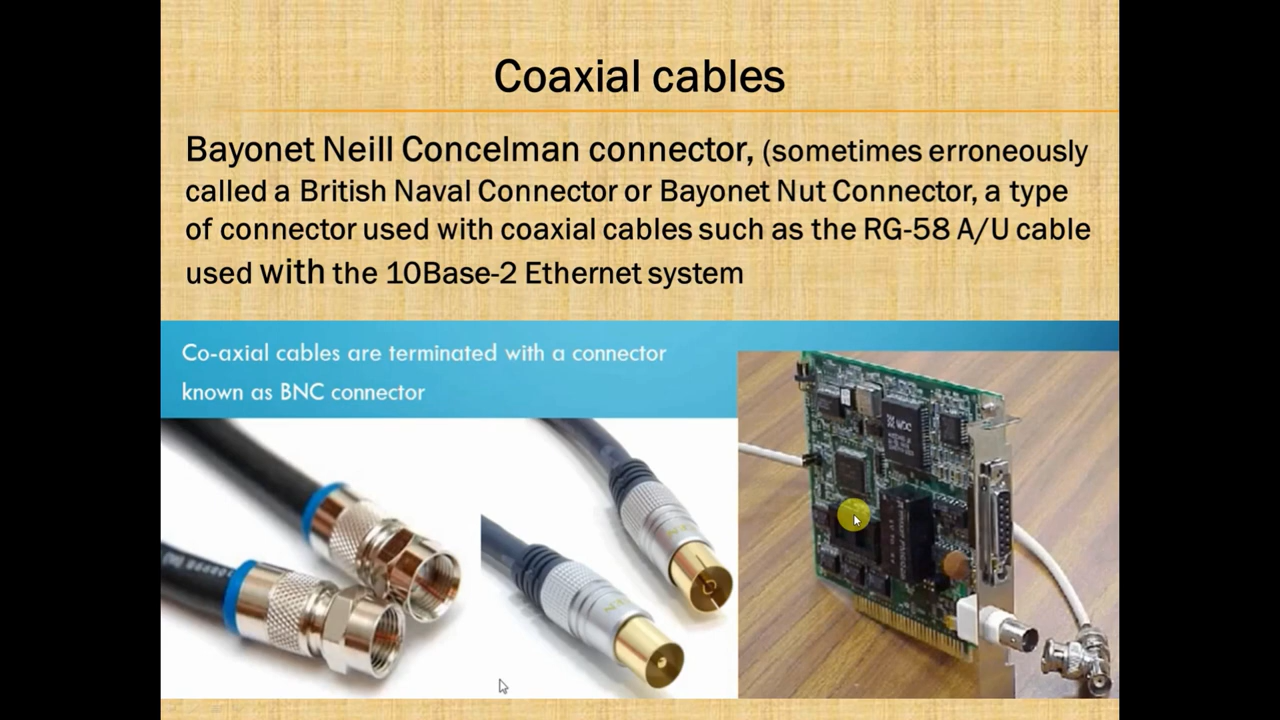 Coaxial cables
Bayonet Neill Concelman connector, (sometimes erroneously
called a British Naval Connector or Bayonet Nut Connector, a type
of connector used with coaxial cables such as the RG-58 A/U cable
used with the 10Base-2 Ethernet system
Co-axial cables are terminated with a connector
known as BNC connector